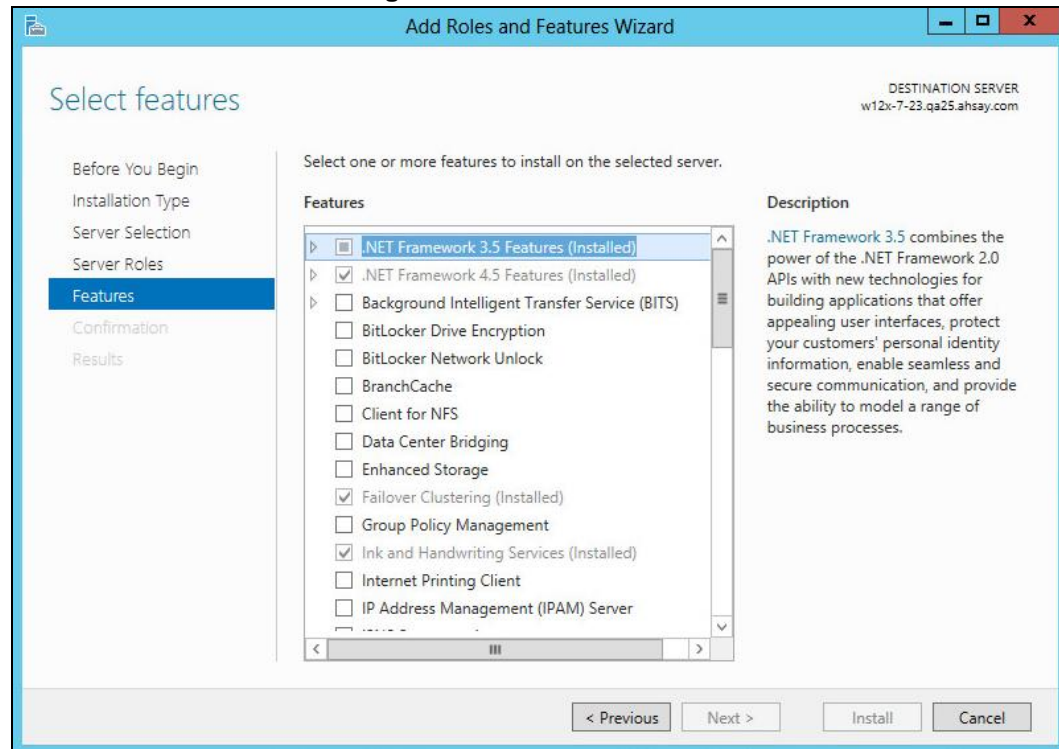 Add Roles and Features Wizard
Select features
DESTINATION SERVER
w12x-7-23.qa25.ahsay.com
Before You Begin
Installation Type
Server Selection
Server Roles
Features
Confirmation
Results
Select one or more features to install on the selected server.
Features
.NET Framework 3.5 Features (Installed)
.NET Framework 4.5 Features (Installed)
Background Intelligent Transfer Service (BITS)
BitLocker Drive Encryption
BitLocker Network Unlock
BranchCache
Client for NFS
Data Center Bridging
Enhanced Storage
Failover Clustering (Installed)
Group Policy Management
Ink and Handwriting Services (Installed)
Internet Printing Client
IP Address Management (IPAM) Server
Description
.NET Framework 3.5 combines the
power of the .NET Framework 2.0
APIs with new technologies for
building applications that offer
appealing user interfaces, protect
your customers' personal identity
information, enable seamless and
secure communication, and provide
the ability to model a range of
business processes.
< Previous
Next >
Install
Cancel